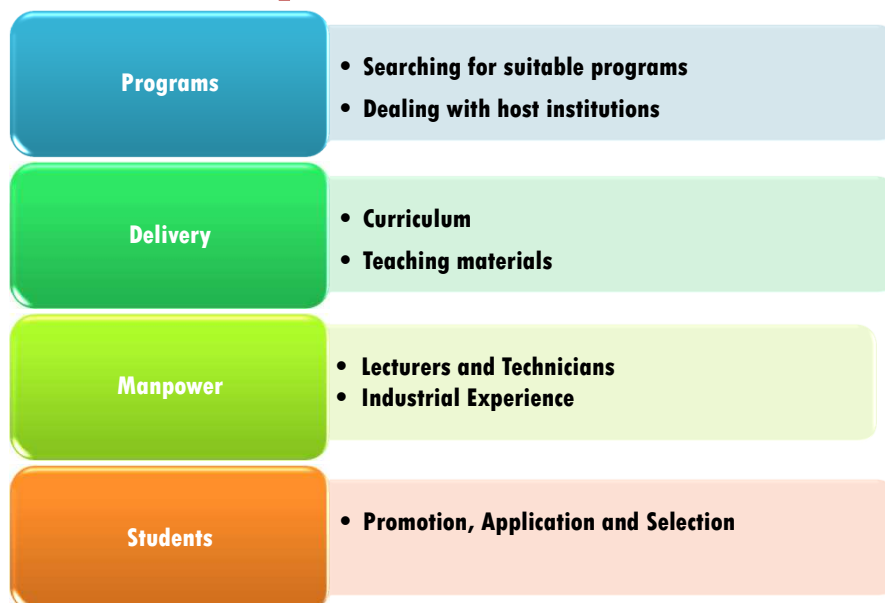 Programs
• Searching for suitable programs
• Dealing with host institutions
Delivery
• Curriculum
• Teaching materials
Manpower
• Lecturers and Technicians
• Industrial Experience
Students
• Promotion, Application and Selection